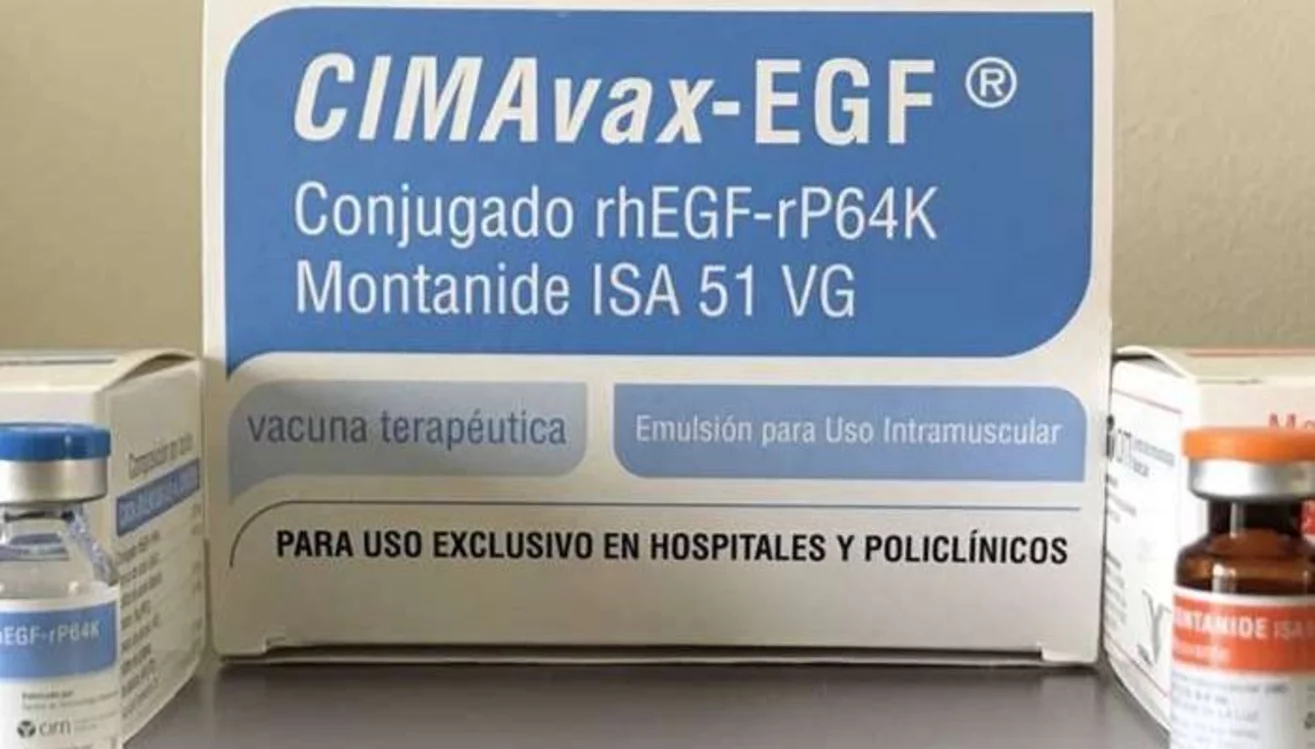 CIMAvax-EGF ®
Conjugado rhEGF-rP64K
Montanide ISA 51 VG
vacuna terapéutica
Emulsión para Uso Intramuscular
PARA USO EXCLUSIVO EN HOSPITALES Y POLICLÍNICOS
EGF-rP64K
cim
NTANIDE ISA